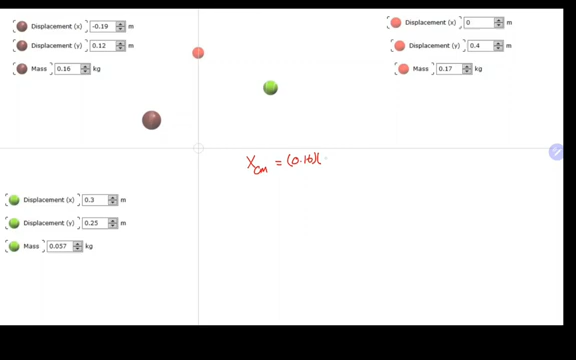 Displacement (x) -0.19 m
Displacement (y) 0.12 m
Mass 0.16 kg
Displacement (x) 0 m
Displacement (y) 0.4 m
Mass 0.17 kg
Xcm = (0.16)(
Displacement (x) 0.3 m
Displacement (y) 0.25 m
Mass 0.057 kg